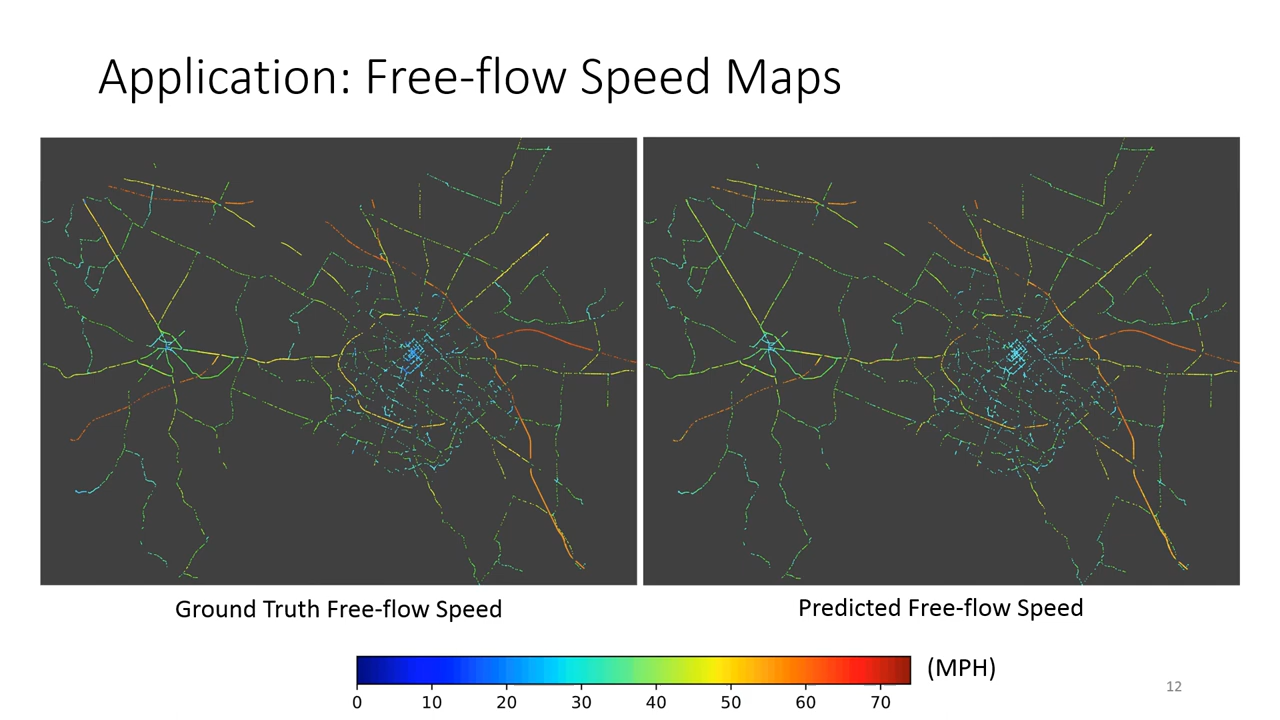 Application: Free-flow Speed Maps
Ground Truth Free-flow Speed
Predicted Free-flow Speed
(MPH)
0 10 20 30 40 50 60 70
12